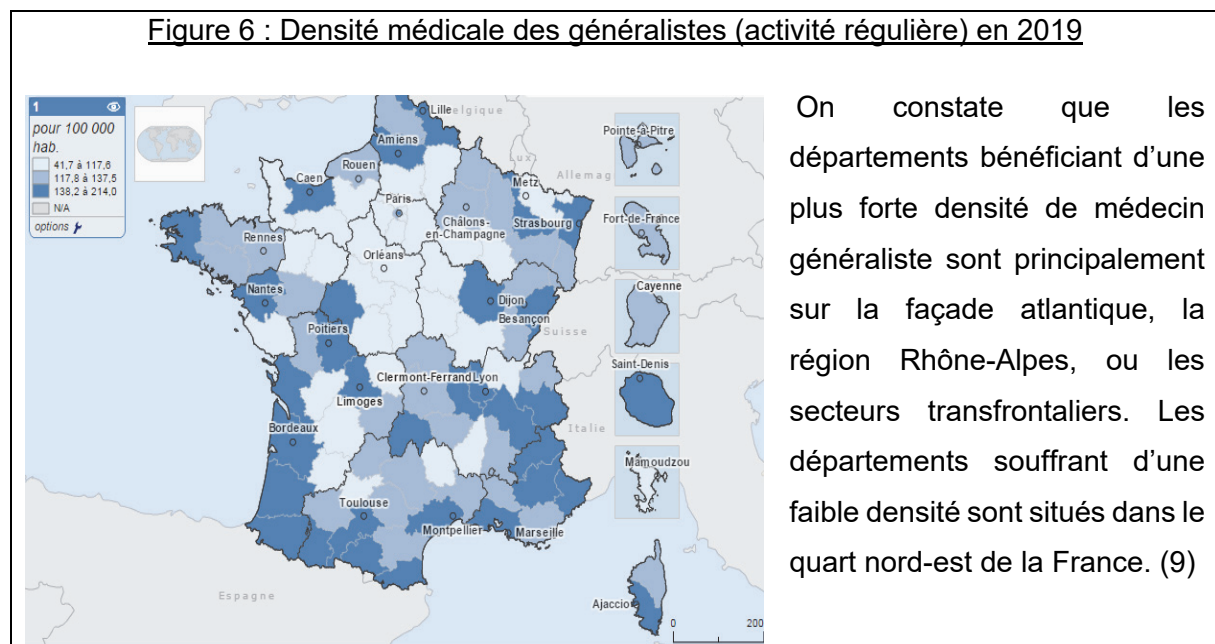 Figure 6 : Densité médicale des généralistes (activité régulière) en 2019
1
pour 100 000
hab.
41,7 à 117,6
117,8 à 137,5
138,2 à 214,0
N/A
options
Lille
Belgique
Amiens
Lux
Rouen
Allemag
Caen
Metz
Paris
Châlons-
en-Champagne
Strasbourg
Rennes
Orléans
Nantes
Dijon
Besançon
Suisse
Poitiers
Clermont-Ferrand
Lyon
Limoges
Italie
Bordeaux
Toulouse
Montpellier
Marseille
Espagne
Ajaccio
0
200
Pointe-à-Pitre
Fort-de-France
Cayenne
Saint-Denis
Mamoudzou
On constate que les
départements bénéficiant d’une
plus forte densité de médecin
généraliste sont principalement
sur la façade atlantique, la
région Rhône-Alpes, ou les
secteurs transfrontaliers. Les
départements souffrant d’une
faible densité sont situés dans le
quart nord-est de la France. (9)